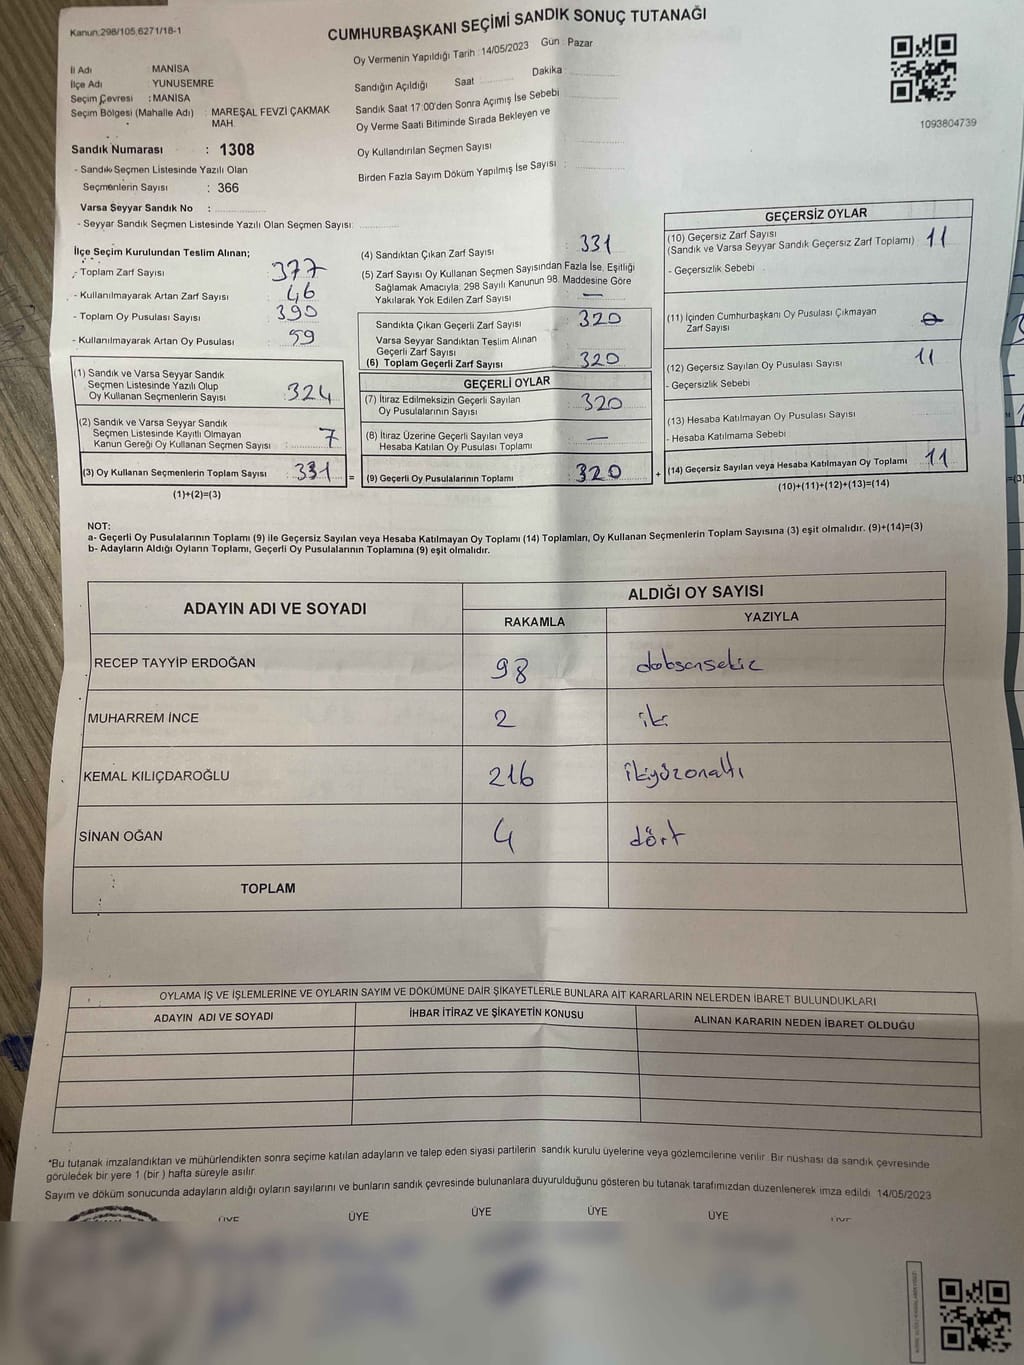 Kanun:298/105,6271/18-1
CUMHURBAŞKANI SEÇİMİ SANDIK SONUÇ TUTANAĞI
Oy Vermenin Yapıldığı Tarih : 14/05/2023 Gün : Pazar
İl Adı : MANİSA
İlçe Adı : YUNUSEMRE
Seçim Çevresi : MANİSA
Seçim Bölgesi (Mahalle Adı) : MAREŞAL FEVZİ ÇAKMAK
MAH.
Sandık Numarası : 1308
- Sandık Seçmen Listesinde Yazılı Olan
Seçmenlerin Sayısı : 366
Varsa Seyyar Sandık No :
- Seyyar Sandık Seçmen Listesinde Yazılı Olan Seçmen Sayısı:
Sandığın Açıldığı Saat Dakika
Sandık Saat 17:00'den Sonra Açımış İse Sebebi :
Oy Verme Saati Bitiminde Sırada Bekleyen ve
Oy Kullandırılan Seçmen Sayısı
Birden Fazla Sayım Döküm Yapılmış İse Sayısı :
1093804739
İlçe Seçim Kurulundan Teslim Alınan;
- Toplam Zarf Sayısı : 377
- Kullanılmayarak Artan Zarf Sayısı : 46
- Toplam Oy Pusulası Sayısı : 390
- Kullanılmayarak Artan Oy Pusulası : 59
(1) Sandık ve Varsa Seyyar Sandık
Seçmen Listesinde Yazılı Olup
Oy Kullanan Seçmenlerin Sayısı : 324
(2) Sandık ve Varsa Seyyar Sandık
Seçmen Listesinde Kayıtlı Olmayan
Kanun Gereği Oy Kullanan Seçmen Sayısı : 7
(3) Oy Kullanan Seçmenlerin Toplam Sayısı : 331 =
(1)+(2)=(3)
(4) Sandıktan Çıkan Zarf Sayısı : 331
(5) Zarf Sayısı Oy Kullanan Seçmen Sayısından Fazla İse, Eşitliği
Sağlamak Amacıyla, 298 Sayılı Kanunun 98. Maddesine Göre
Yakılarak Yok Edilen Zarf Sayısı : —
Sandıkta Çıkan Geçerli Zarf Sayısı : 320
Varsa Seyyar Sandıktan Teslim Alınan
Geçerli Zarf Sayısı
(6) Toplam Geçerli Zarf Sayısı : 320
GEÇERLİ OYLAR
(7) İtiraz Edilmeksizin Geçerli Sayılan
Oy Pusulalarının Sayısı : 320
(8) İtiraz Üzerine Geçerli Sayılan veya
Hesaba Katılan Oy Pusulası Toplamı : —
(9) Geçerli Oy Pusulalarının Toplamı : 320 +
GEÇERSİZ OYLAR
(10) Geçersiz Zarf Sayısı
(Sandık ve Varsa Seyyar Sandık Geçersiz Zarf Toplamı) 11
- Geçersizlik Sebebi :
(11) İçinden Cumhurbaşkanı Oy Pusulası Çıkmayan
Zarf Sayısı
(12) Geçersiz Sayılan Oy Pusulası Sayısı : 11
- Geçersizlik Sebebi :
(13) Hesaba Katılmayan Oy Pusulası Sayısı
- Hesaba Katılmama Sebebi :
(14) Geçersiz Sayılan veya Hesaba Katılmayan Oy Toplamı : 11
(10)+(11)+(12)+(13)=(14)
NOT:
a- Geçerli Oy Pusulalarının Toplamı (9) ile Geçersiz Sayılan veya Hesaba Katılmayan Oy Toplamı (14) Toplamları, Oy Kullanan Seçmenlerin Toplam Sayısına (3) eşit olmalıdır. (9)+(14)=(3)
b- Adayların Aldığı Oyların Toplamı, Geçerli Oy Pusulalarının Toplamına (9) eşit olmalıdır.
ADAYIN ADI VE SOYADI
ALDIĞI OY SAYISI
RAKAMLA YAZIYLA
RECEP TAYYİP ERDOĞAN 98 dobsensekiz
MUHARREM İNCE 2 iki
KEMAL KILIÇDAROĞLU 216 ikiyüzonaltı
SİNAN OĞAN 4 dört
TOPLAM
OYLAMA İŞ VE İŞLEMLERİNE VE OYLARIN SAYIM VE DÖKÜMÜNE DAİR ŞİKAYETLERLE BUNLARA AİT KARARLARIN NELERDEN İBARET BULUNDUKLARI
ADAYIN ADI VE SOYADI İHBAR İTİRAZ VE ŞİKAYETİN KONUSU ALINAN KARARIN NEDEN İBARET OLDUĞU
*Bu tutanak imzalandıktan ve mühürlendikten sonra seçime katılan adayların ve talep eden siyasi partilerin sandık kurulu üyelerine veya gözlemcilerine verilir. Bir nushası da sandık çevresinde
görülecek bir yere 1 (bir ) hafta süreyle asılır.
Sayım ve döküm sonucunda adayların aldığı oyların sayılarını ve bunların sandık çevresinde bulunanlara duyurulduğunu gösteren bu tutanak tarafımızdan düzenlenerek imza edildi 14/05/2023
ÜYE ÜYE ÜYE ÜYE ÜYE